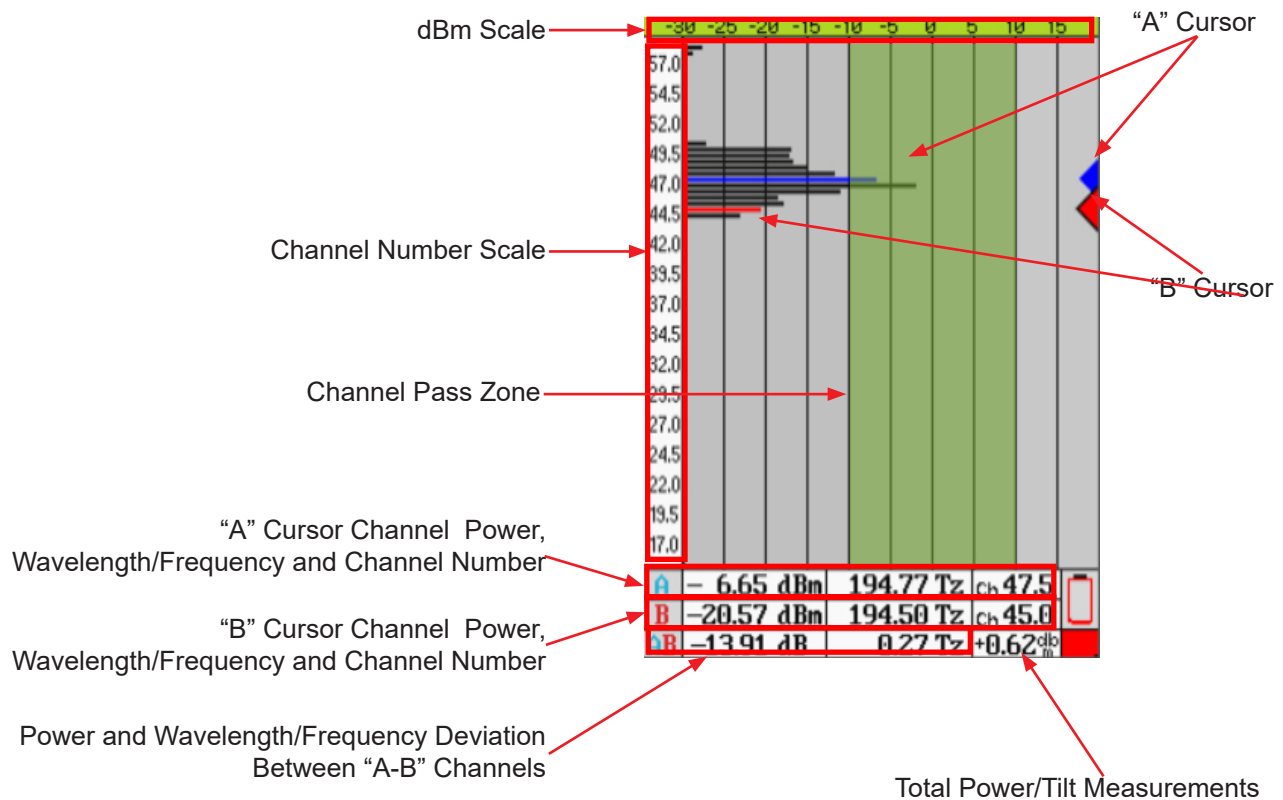 dBm Scale
-30 -25 -20 -15 -10 -5 0 5 10 15
“A” Cursor
57.0
54.5
52.0
49.5
47.0
44.5
42.0
39.5
37.0
34.5
32.0
29.5
27.0
24.5
22.0
19.5
17.0
Channel Number Scale
“B” Cursor
Channel Pass Zone
“A” Cursor Channel Power,
Wavelength/Frequency and Channel Number
A - 6.65 dBm 194.77 Tz Ch 47.5
B -20.57 dBm 194.50 Tz Ch 45.0
AB -13.91 dB 0.27 Tz +0.62 dbm
“B” Cursor Channel Power,
Wavelength/Frequency and Channel Number
Power and Wavelength/Frequency Deviation
Between “A-B” Channels
Total Power/Tilt Measurements